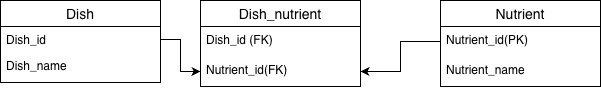 Dish
Dish_id
Dish_name
Dish_nutrient
Dish_id (FK)
Nutrient_id(FK)
Nutrient
Nutrient_id(PK)
Nutrient_name